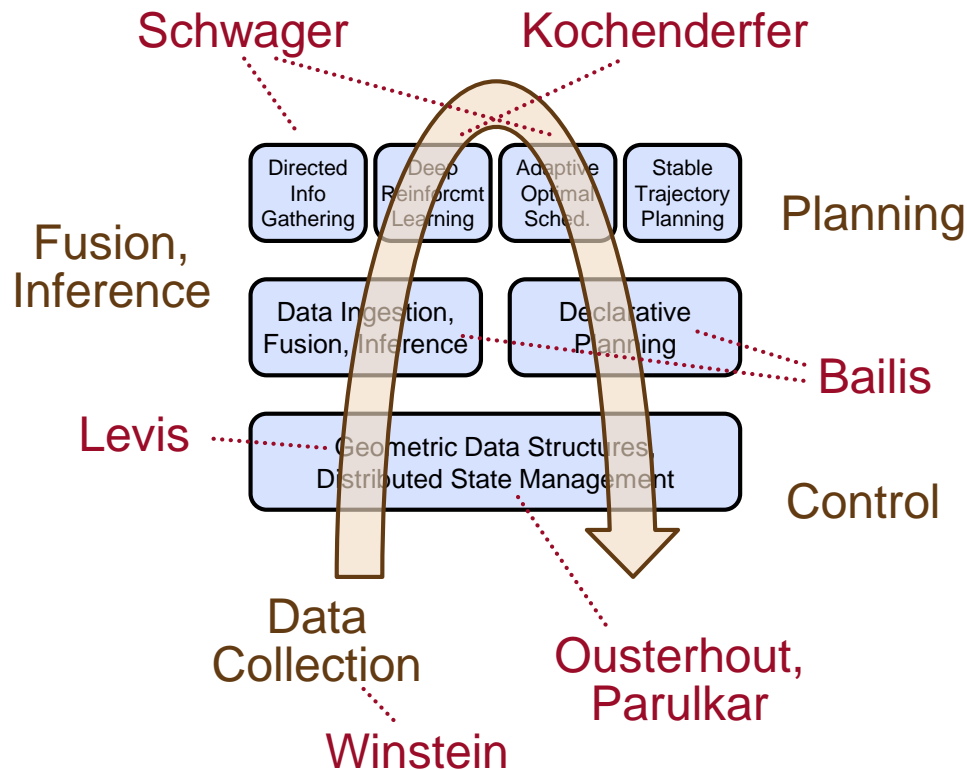 Schwager
Kochenderfer
Directed
Info
Gathering
Deep
Reinforcmt
Learning
Adaptive
Optimal
Sched.
Stable
Trajectory
Planning
Planning
Fusion,
Inference
Data Ingestion,
Fusion, Inference
Declarative
Planning
Bailis
Levis
Geometric Data Structures,
Distributed State Management
Control
Data
Collection
Ousterhout,
Parulkar
Winstein